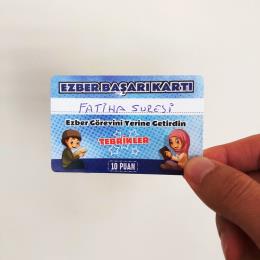 EZBER BAŞARI KARTI
FATİHA SURESİ
Ezber Görevini Yerine Getirdin
TEBRİKLER
10 PUAN